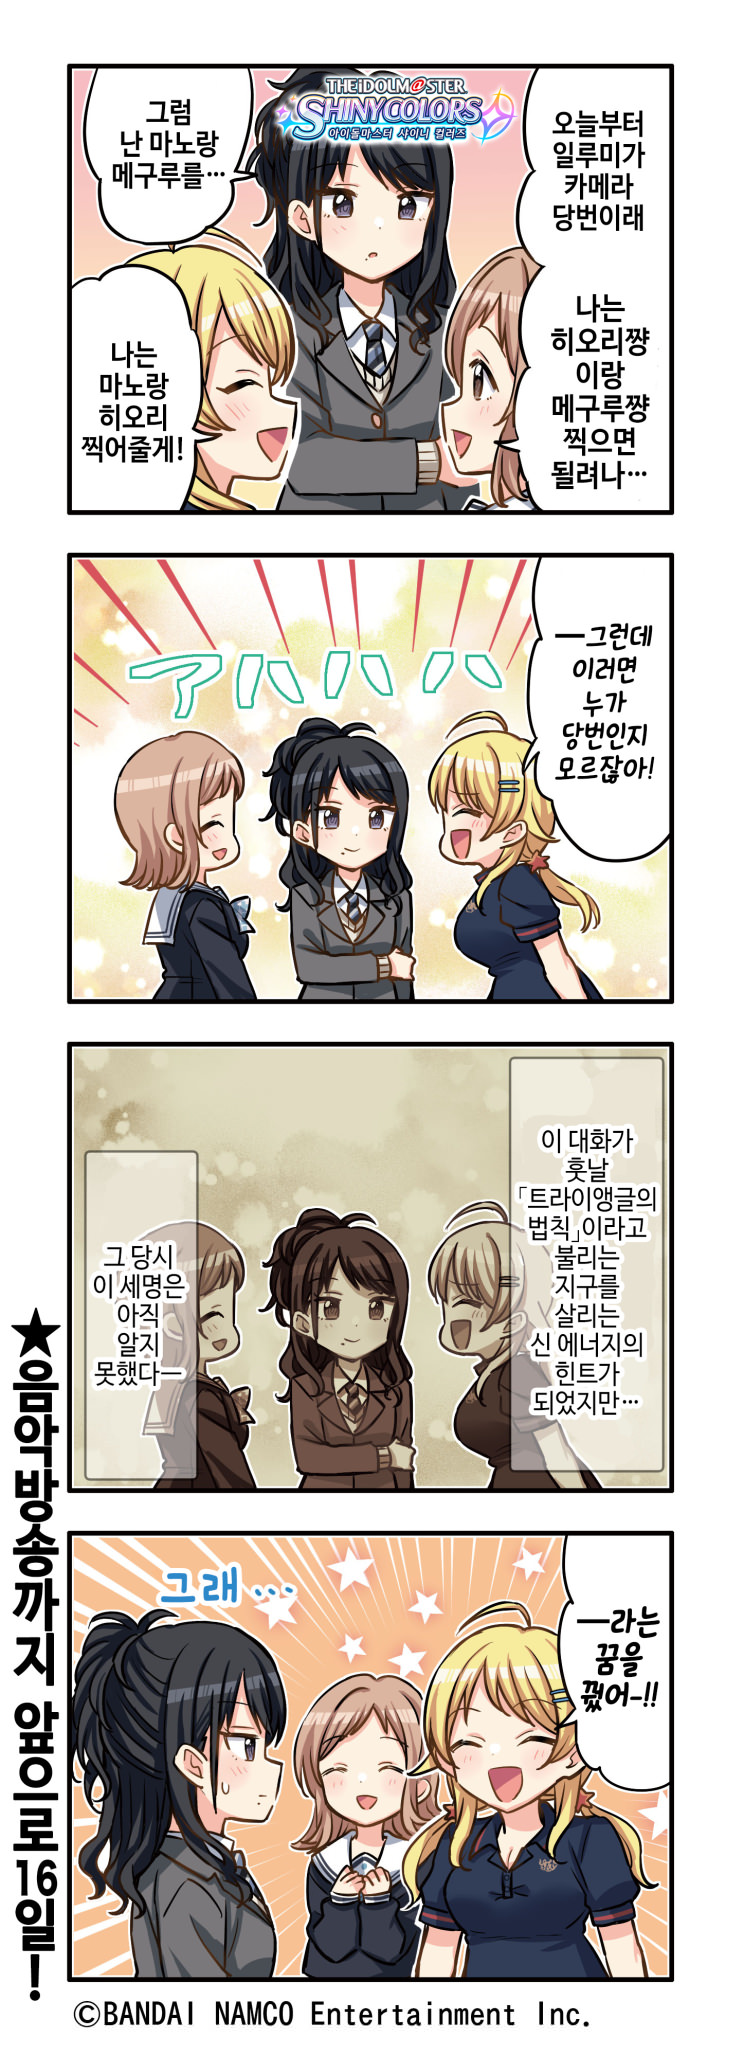 THE iDOLM@STER
SHINYCOLORS
아이돌마스터 샤이니 컬러즈
오늘부터
일루미가
카메라
당번이래
나는
히오리쨩
이랑
메구루쨩
찍으면
될려나…
그럼
난 마노랑
메구루를…
나는
마노랑
히오리
찍어줄게!
—그런데
이러면
누가
당번인지
모르잖아!
アハハハ
이 대화가
훗날
「트라이앵글의
법칙」이라고
불리는
지구를
살리는
신 에너지의
힌트가
되었지만…
그 당시
이 세명은
아직
알지
못했다—
—라는
꿈을
꿨어-!!
그래…
★음악방송까지 앞으로 16일!
©BANDAI NAMCO Entertainment Inc.